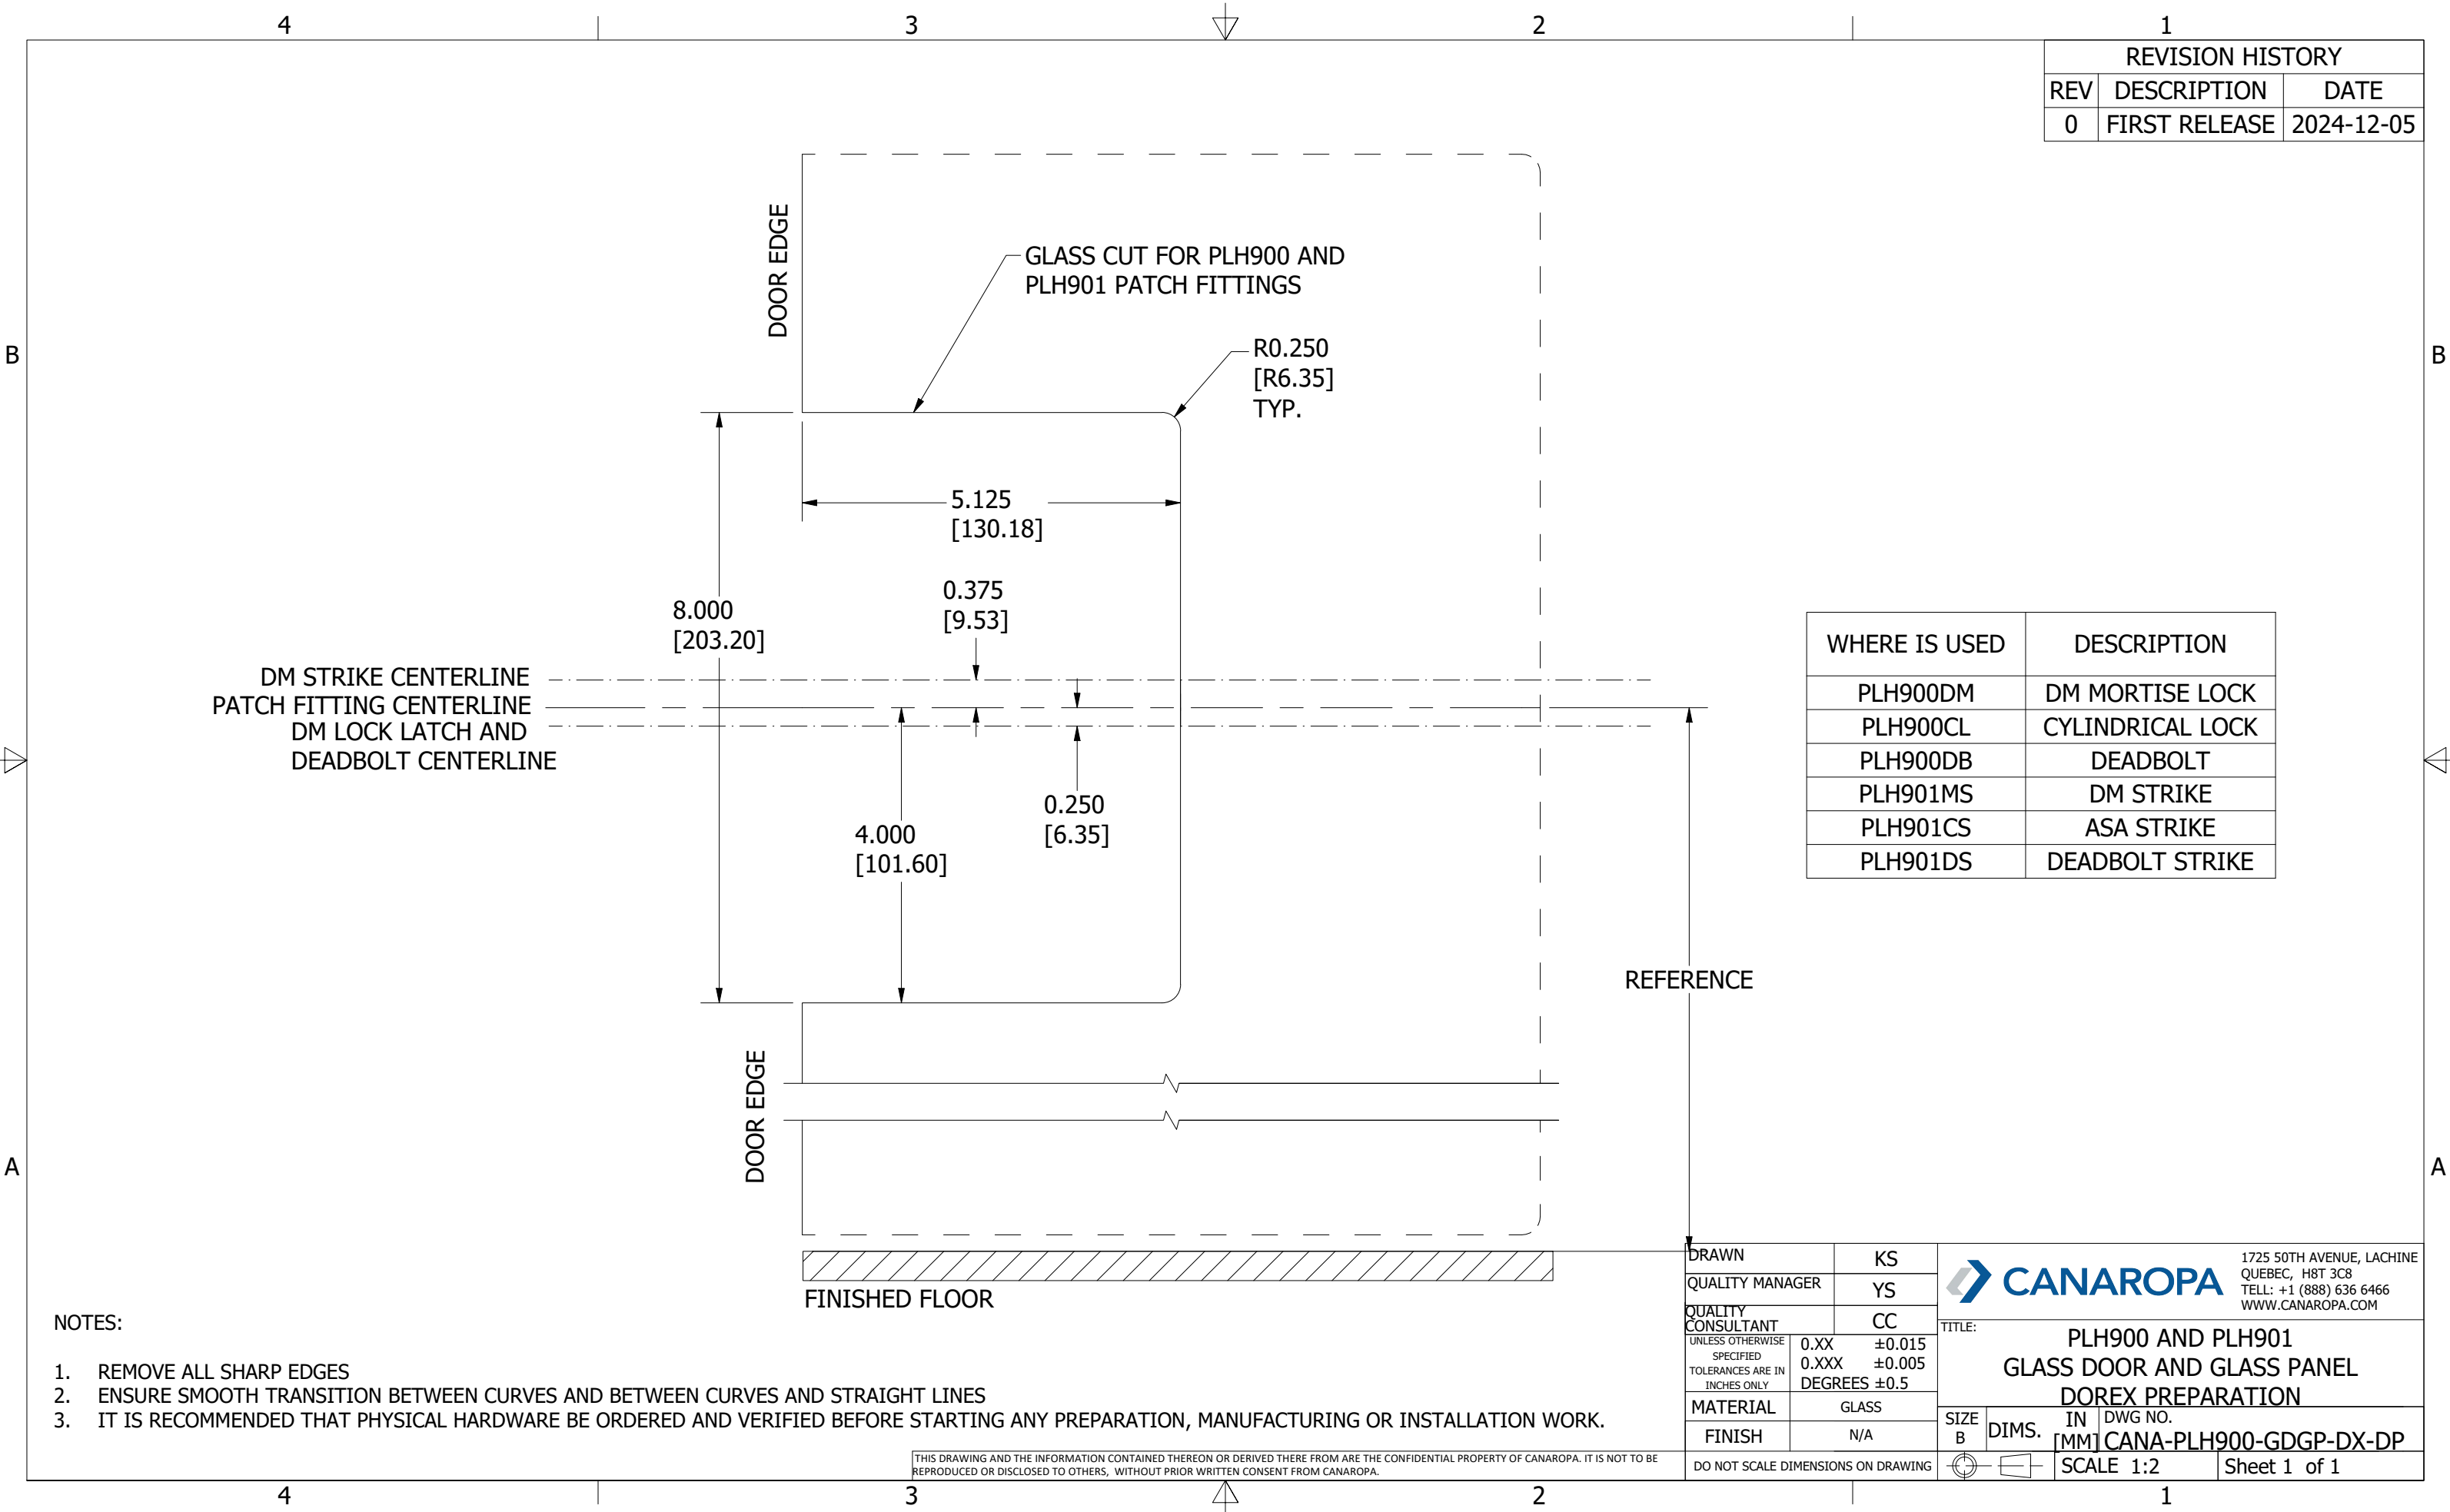 4 3 2 1
REVISION HISTORY
REV DESCRIPTION DATE
0 FIRST RELEASE 2024-12-05
DOOR EDGE
GLASS CUT FOR PLH900 AND
PLH901 PATCH FITTINGS
R0.250
[R6.35]
TYP.
B B
5.125
[130.18]
0.375
[9.53]
8.000
[203.20]
DM STRIKE CENTERLINE
PATCH FITTING CENTERLINE
DM LOCK LATCH AND
DEADBOLT CENTERLINE
0.250
[6.35]
4.000
[101.60]
WHERE IS USED DESCRIPTION
PLH900DM DM MORTISE LOCK
PLH900CL CYLINDRICAL LOCK
PLH900DB DEADBOLT
PLH901MS DM STRIKE
PLH901CS ASA STRIKE
PLH901DS DEADBOLT STRIKE
REFERENCE
DOOR EDGE
A A
FINISHED FLOOR
NOTES:
1. REMOVE ALL SHARP EDGES
2. ENSURE SMOOTH TRANSITION BETWEEN CURVES AND BETWEEN CURVES AND STRAIGHT LINES
3. IT IS RECOMMENDED THAT PHYSICAL HARDWARE BE ORDERED AND VERIFIED BEFORE STARTING ANY PREPARATION, MANUFACTURING OR INSTALLATION WORK.
THIS DRAWING AND THE INFORMATION CONTAINED THEREON OR DERIVED THERE FROM ARE THE CONFIDENTIAL PROPERTY OF CANAROPA. IT IS NOT TO BE
REPRODUCED OR DISCLOSED TO OTHERS, WITHOUT PRIOR WRITTEN CONSENT FROM CANAROPA.
DRAWN KS
QUALITY MANAGER YS
QUALITY
CONSULTANT CC
UNLESS OTHERWISE
SPECIFIED
TOLERANCES ARE IN
INCHES ONLY
0.XX ±0.015
0.XXX ±0.005
DEGREES ±0.5
MATERIAL GLASS
FINISH N/A
DO NOT SCALE DIMENSIONS ON DRAWING
CANAROPA
1725 50TH AVENUE, LACHINE
QUEBEC, H8T 3C8
TELL: +1 (888) 636 6466
WWW.CANAROPA.COM
TITLE:
PLH900 AND PLH901
GLASS DOOR AND GLASS PANEL
DOREX PREPARATION
SIZE
B
DIMS.
IN
[MM]
DWG NO.
CANA-PLH900-GDGP-DX-DP
SCALE 1:2
Sheet 1 of 1
4 3 2 1